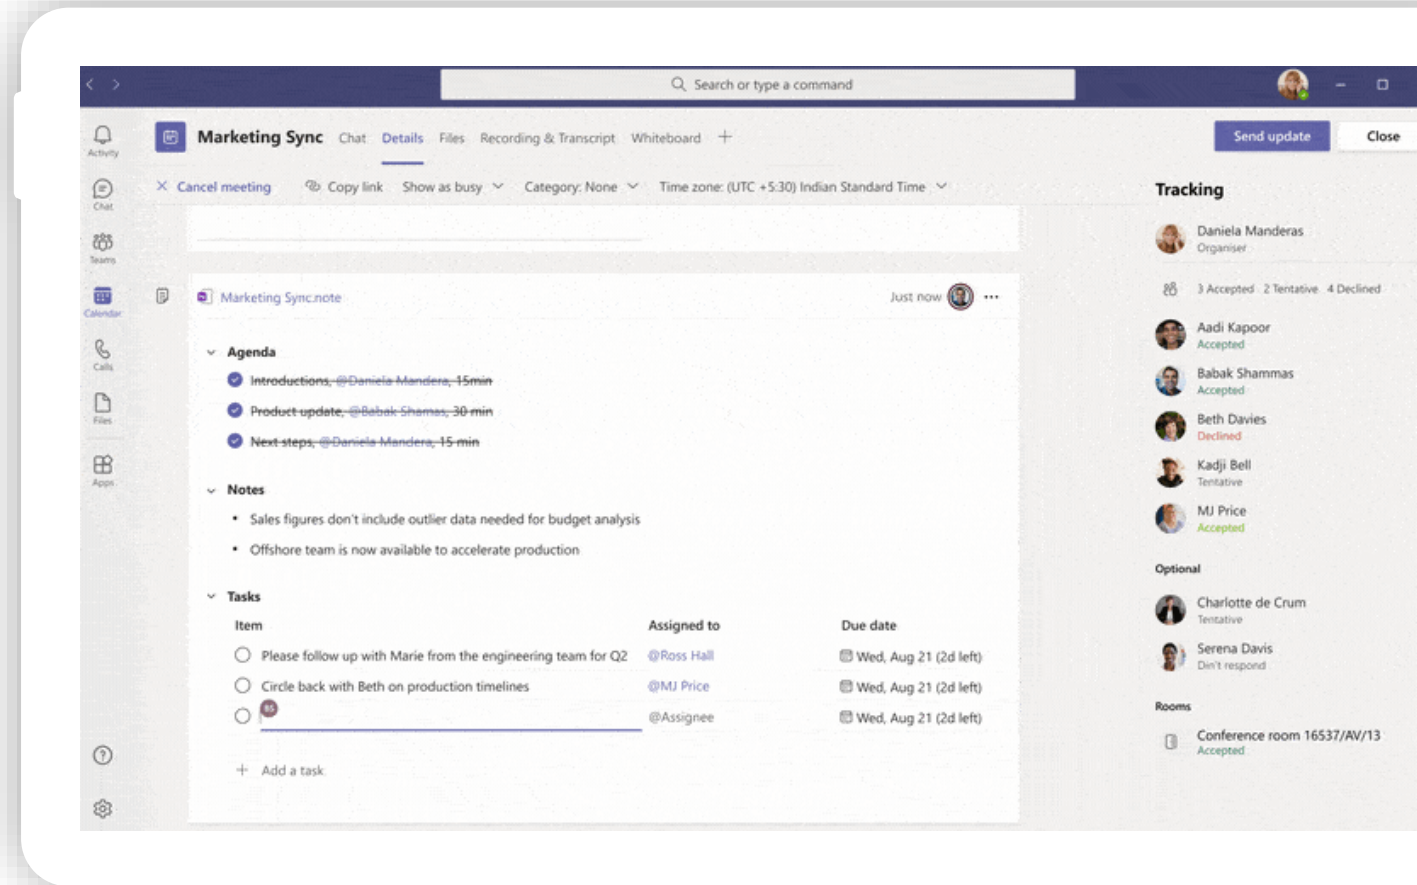 Search or type a command
Activity
Chat
Teams
Calendar
Calls
Files
Apps
Marketing Sync Chat Details Files Recording & Transcript Whiteboard
Send update Close
Cancel meeting Copy link Show as busy Category: None Time zone: (UTC +5:30) Indian Standard Time
Marketing Sync.note Just now
Agenda
Introductions, @Daniela Mandera, 15min
Product update, @Babak Shamas, 30 min
Next steps, @Daniela Mandera, 15 min
Notes
• Sales figures don't include outlier data needed for budget analysis
• Offshore team is now available to accelerate production
Tasks
Item Assigned to Due date
Please follow up with Marie from the engineering team for Q2 @Ross Hall Wed, Aug 21 (2d left)
Circle back with Beth on production timelines @MJ Price Wed, Aug 21 (2d left)
BS @Assignee Wed, Aug 21 (2d left)
+ Add a task
Tracking
Daniela Manderas
Organiser
3 Accepted 2 Tentative 4 Declined
Aadi Kapoor
Accepted
Babak Shammas
Accepted
Beth Davies
Declined
Kadji Bell
Tentative
MJ Price
Accepted
Optional
Charlotte de Crum
Tentative
Serena Davis
Din't respond
Rooms
Conference room 16537/AV/13
Accepted